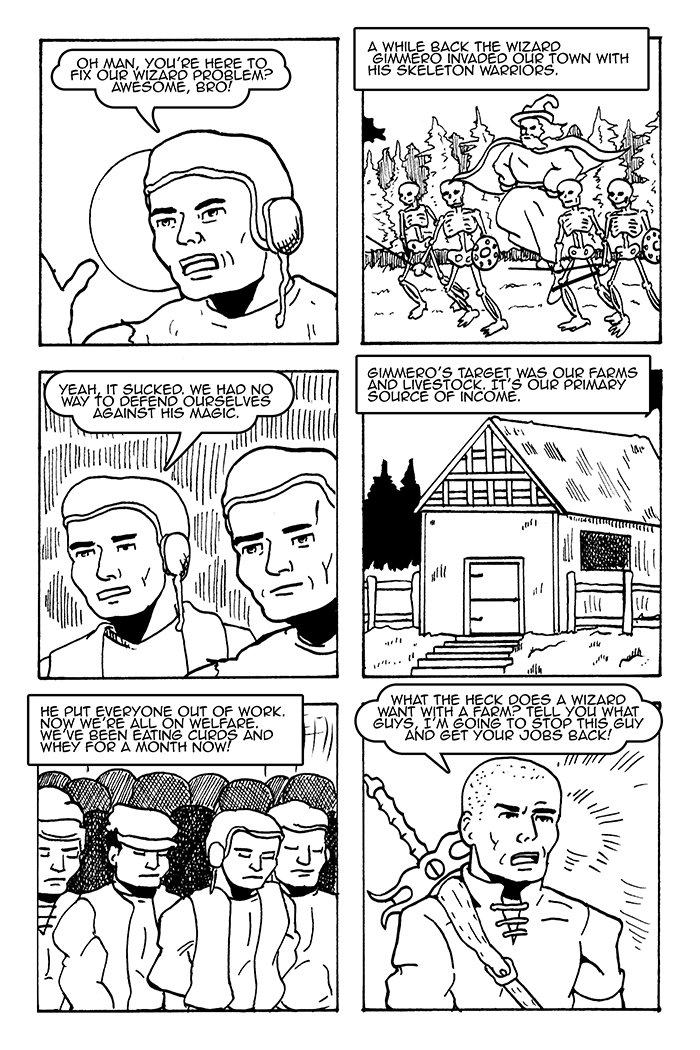 OH MAN, YOU'RE HERE TO
FIX OUR WIZARD PROBLEM?
AWESOME, BRO!
A WHILE BACK THE WIZARD
GIMMERO INVADED OUR TOWN WITH
HIS SKELETON WARRIORS.
YEAH, IT SUCKED. WE HAD NO
WAY TO DEFEND OURSELVES
AGAINST HIS MAGIC.
GIMMERO'S TARGET WAS OUR FARMS
AND LIVESTOCK. IT'S OUR PRIMARY
SOURCE OF INCOME.
HE PUT EVERYONE OUT OF WORK.
NOW WE'RE ALL ON WELFARE.
WE'VE BEEN EATING CURDS AND
WHEY FOR A MONTH NOW!
WHAT THE HECK DOES A WIZARD
WANT WITH A FARM? TELL YOU WHAT
GUYS, I'M GOING TO STOP THIS GUY
AND GET YOUR JOBS BACK!